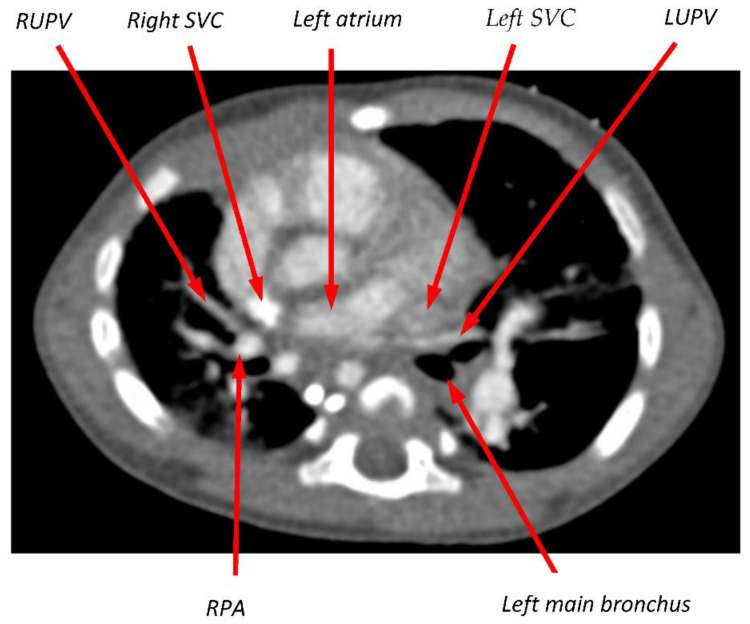 RUPV
Right SVC
Left atrium
Left SVC
LUPV
RPA
Left main bronchus